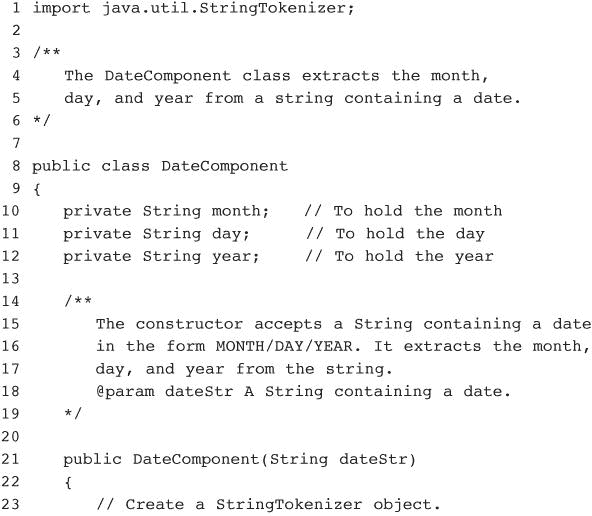 1 import java.util.StringTokenizer;
2
3 /**
4    The DateComponent class extracts the month,
5    day, and year from a string containing a date.
6 */
7
8 public class DateComponent
9 {
10    private String month;   // To hold the month
11    private String day;     // To hold the day
12    private String year;    // To hold the year
13
14    /**
15       The constructor accepts a String containing a date
16       in the form MONTH/DAY/YEAR. It extracts the month,
17       day, and year from the string.
18       @param dateStr A String containing a date.
19    */
20
21    public DateComponent(String dateStr)
22    {
23       // Create a StringTokenizer object.